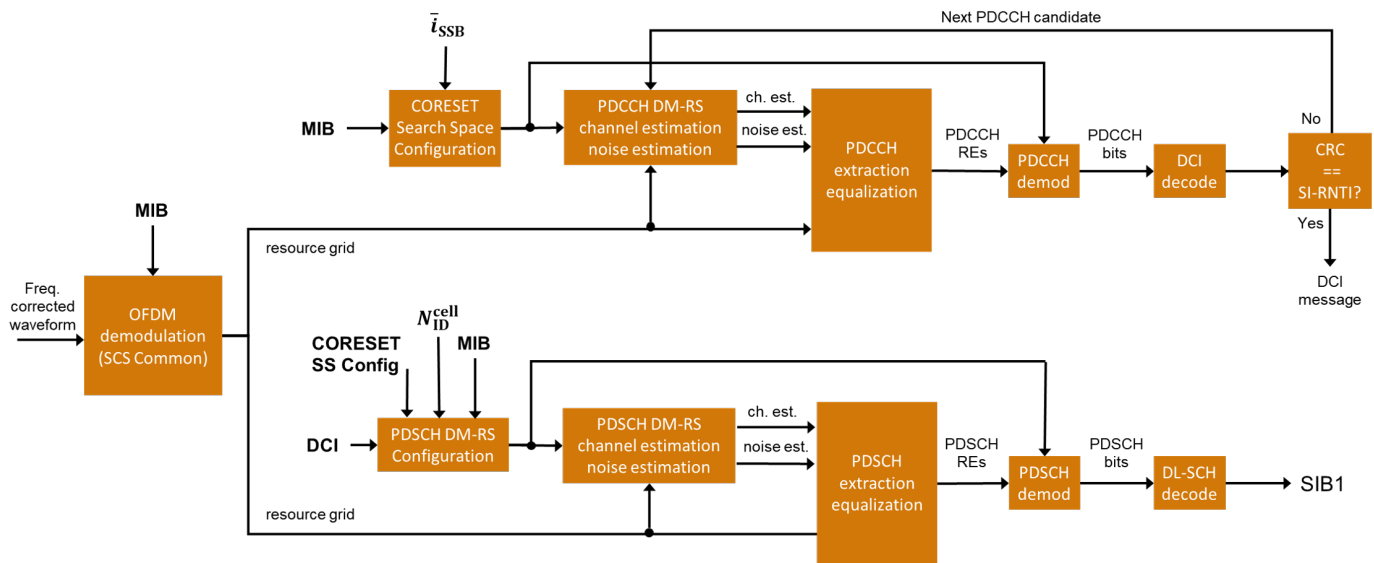 Next PDCCH candidate
i̅SSB
CORESET
Search Space
Configuration
MIB
PDCCH DM-RS
channel estimation
noise estimation
ch. est.
noise est.
PDCCH
extraction
equalization
PDCCH
REs
PDCCH
demod
PDCCH
bits
DCI
decode
No
CRC
==
SI-RNTI?
Yes
DCI
message
MIB
resource grid
Freq.
corrected
waveform
OFDM
demodulation
(SCS Common)
CORESET
SS Config
N ID cell
MIB
DCI
PDSCH DM-RS
Configuration
PDSCH DM-RS
channel estimation
noise estimation
ch. est.
noise est.
PDSCH
extraction
equalization
PDSCH
REs
PDSCH
demod
PDSCH
bits
DL-SCH
decode
SIB1
resource grid